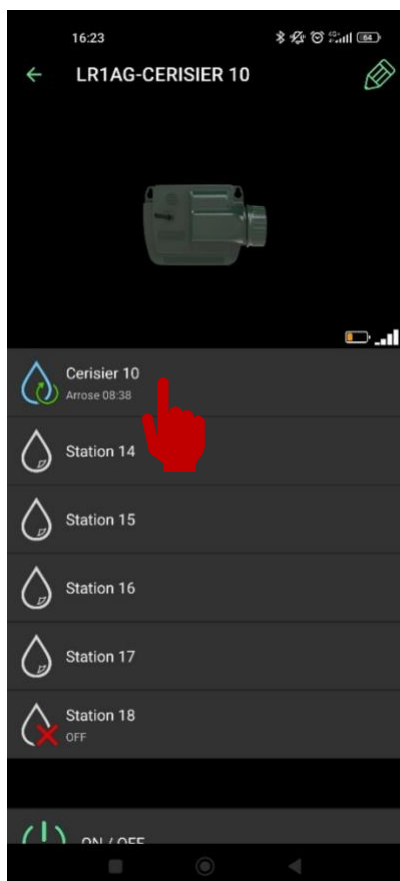 16:23
64
LR1AG-CERISIER 10
Cerisier 10
Arrose 08:38
Station 14
Station 15
Station 16
Station 17
Station 18
OFF
ON / OFF